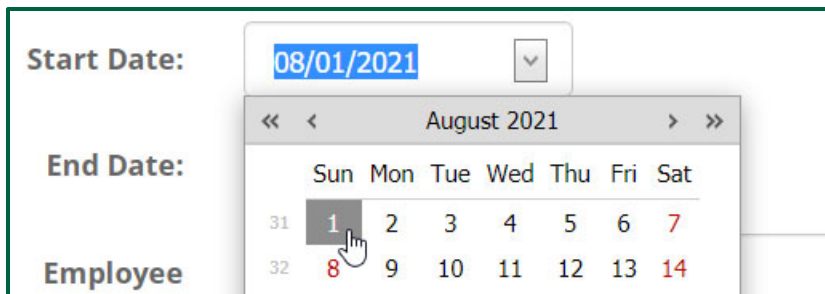 Start Date: 08/01/2021
« ‹ August 2021 › »
End Date:
Sun Mon Tue Wed Thu Fri Sat
31 1 2 3 4 5 6 7
32 8 9 10 11 12 13 14
Employee